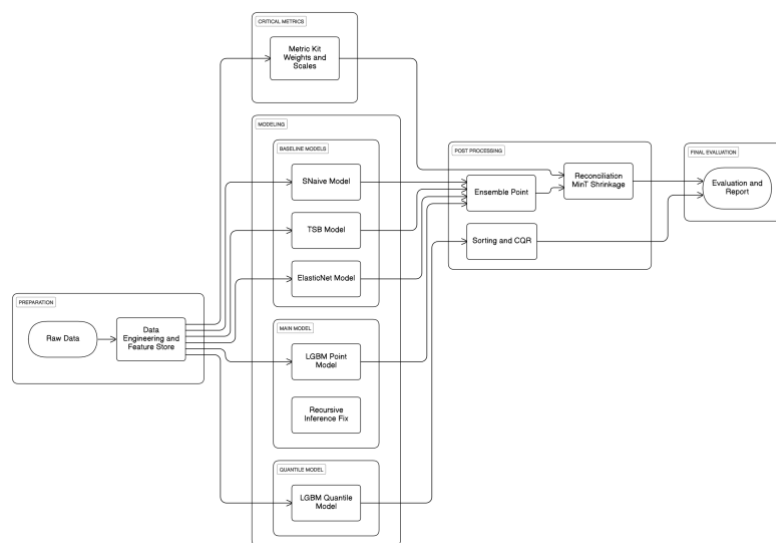 CRITICAL METRICS
Metric Kit
Weights and
Scales
MODELING
BASELINE MODELS
SNaive Model
TSB Model
ElasticNet Model
POST PROCESSING
Ensemble Point
Reconciliation
MinT Shrinkage
Sorting and CQR
FINAL EVALUATION
Evaluation and
Report
PREPARATION
Raw Data
Data
Engineering and
Feature Store
MAIN MODEL
LGBM Point
Model
Recursive
Inference Fix
QUANTILE MODEL
LGBM Quantile
Model